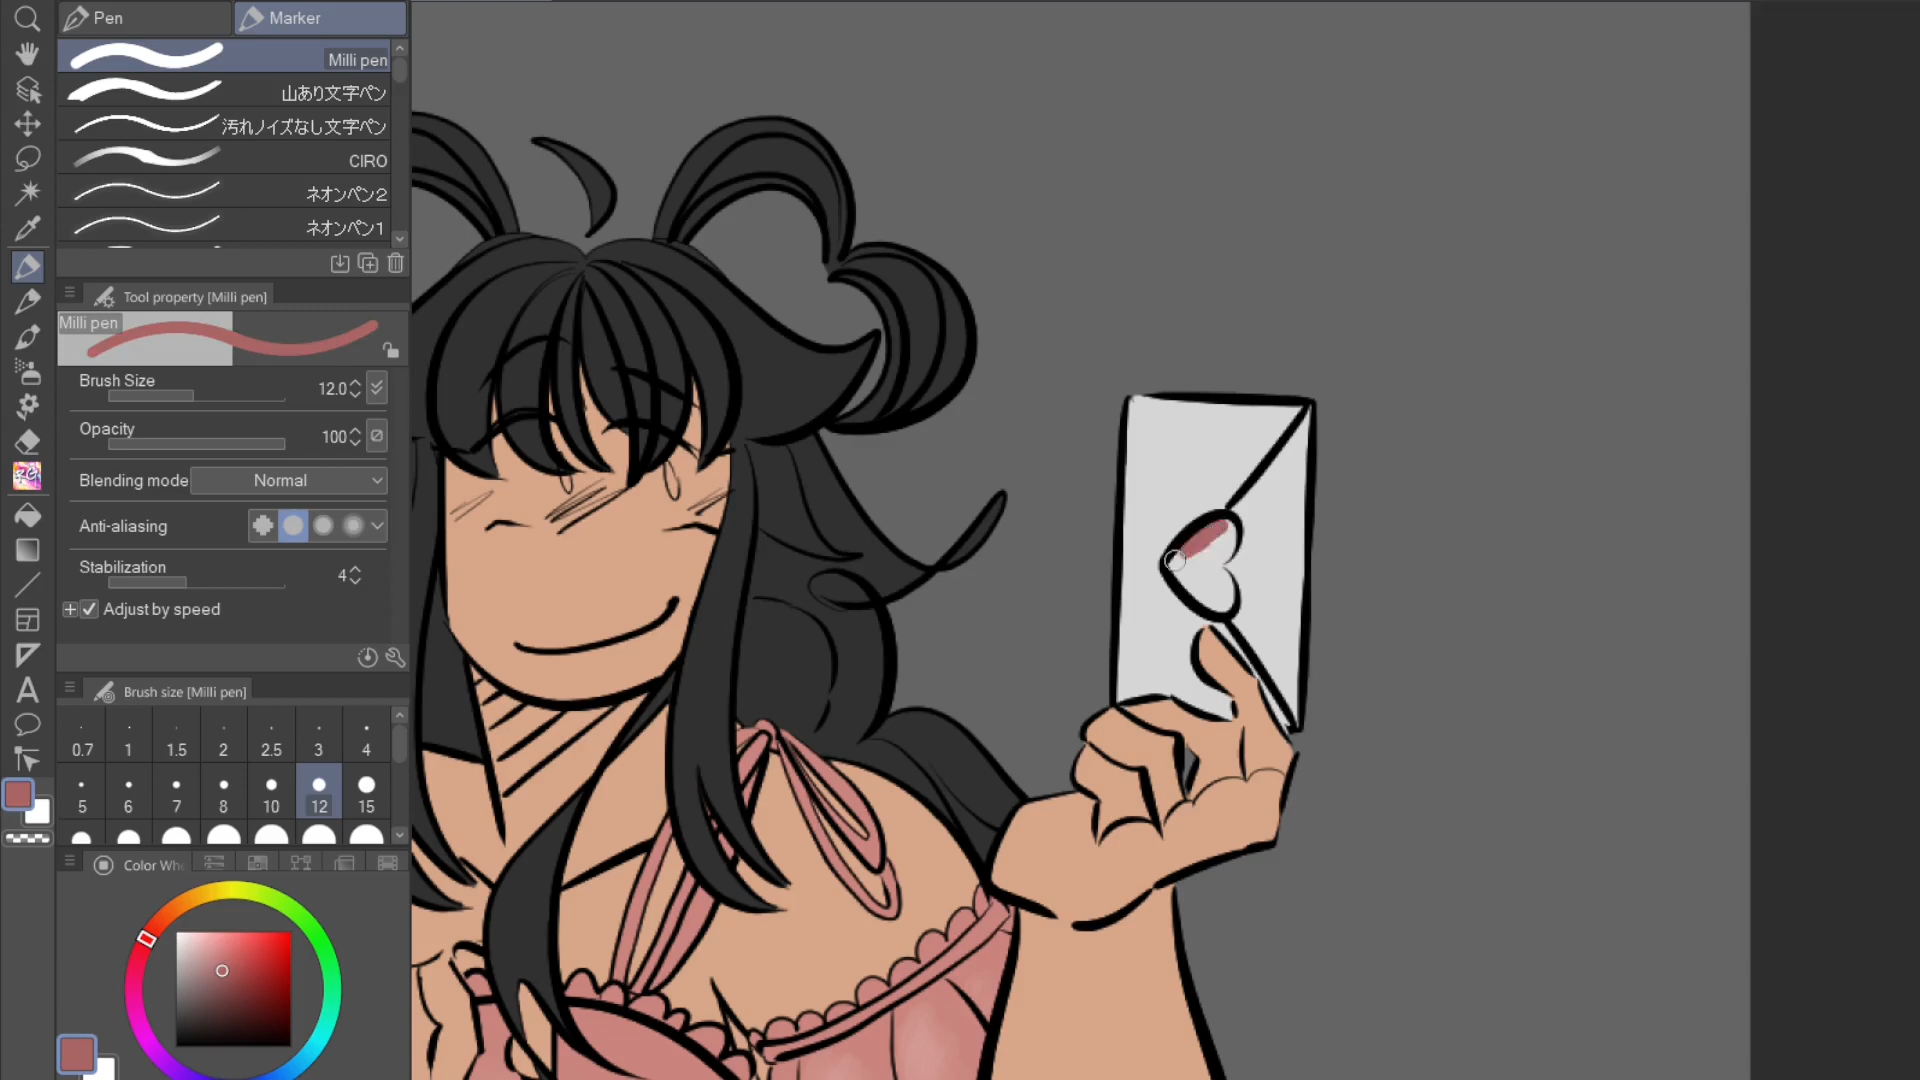 Pen
Marker
Milli pen
山あり文字ペン
汚れノイズなし文字ペン
CIRO
ネオンペン2
ネオンペン1
Tool property [Milli pen]
Milli pen
Brush Size 12.0
Opacity 100
Blending mode Normal
Anti-aliasing
Stabilization 4
Adjust by speed
Brush size [Milli pen]
0.7 1 1.5 2 2.5 3 4
5 6 7 8 10 12 15
Color Whe